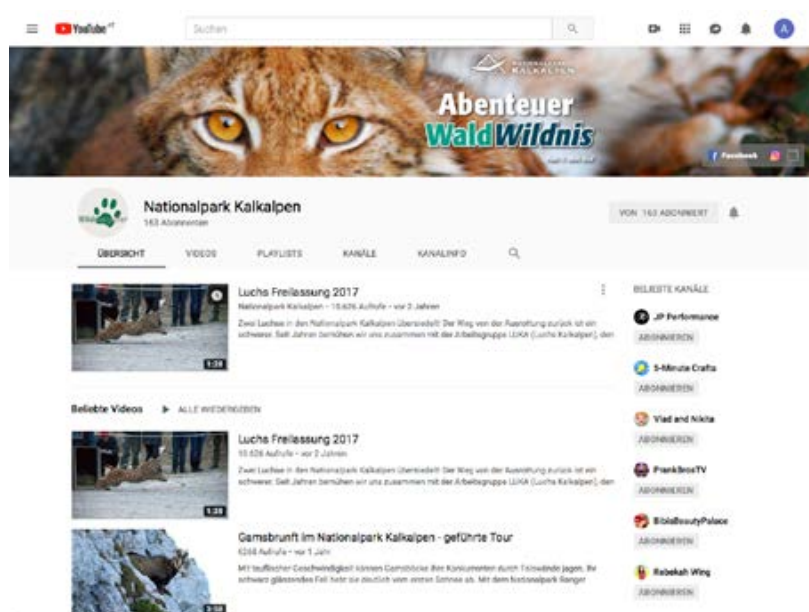 YouTube AT
Suchen
A
NATIONALPARK
KALKALPEN
Abenteuer
WaldWildnis
Facebook
Nationalpark Kalkalpen
163 Abonnenten
VON 163 ABONNIERT
ÜBERSICHT
VIDEOS
PLAYLISTS
KANÄLE
KANALINFO
Luchs Freilassung 2017
Nationalpark Kalkalpen • 10.626 Aufrufe • vor 2 Jahren
Zwei Luchse in den Nationalpark Kalkalpen übersiedelt! Der Weg von der Ausrottung zurück ist ein
schwerer. Seit Jahren bemühen wir uns zusammen mit der Arbeitsgruppe LUKA (Luchs Kalkalpen), den
1:38
Beliebte Videos
ALLE WIEDERGEBEN
Luchs Freilassung 2017
10.626 Aufrufe • vor 2 Jahren
Zwei Luchse in den Nationalpark Kalkalpen übersiedelt! Der Weg von der Ausrottung zurück ist ein
schwerer. Seit Jahren bemühen wir uns zusammen mit der Arbeitsgruppe LUKA (Luchs Kalkalpen), den
1:38
Gamsbrunft im Nationalpark Kalkalpen - geführte Tour
Aufrufe • vor 1 Jahr
Mit teuflischer Geschwindigkeit können Gamsböcke ihre Konkurrenten durch Felswände jagen. Ihr
schwarz glänzendes Fell hebt sie deutlich vom ersten Schnee ab. Mit dem Nationalpark Ranger
BELIEBTE KANÄLE
JP Performance
ABONNIEREN
5-Minute Crafts
ABONNIEREN
Vlad and Nikita
ABONNIEREN
PrankBrosTV
ABONNIEREN
BibisBeautyPalace
ABONNIEREN
Rebekah Wing
ABONNIEREN